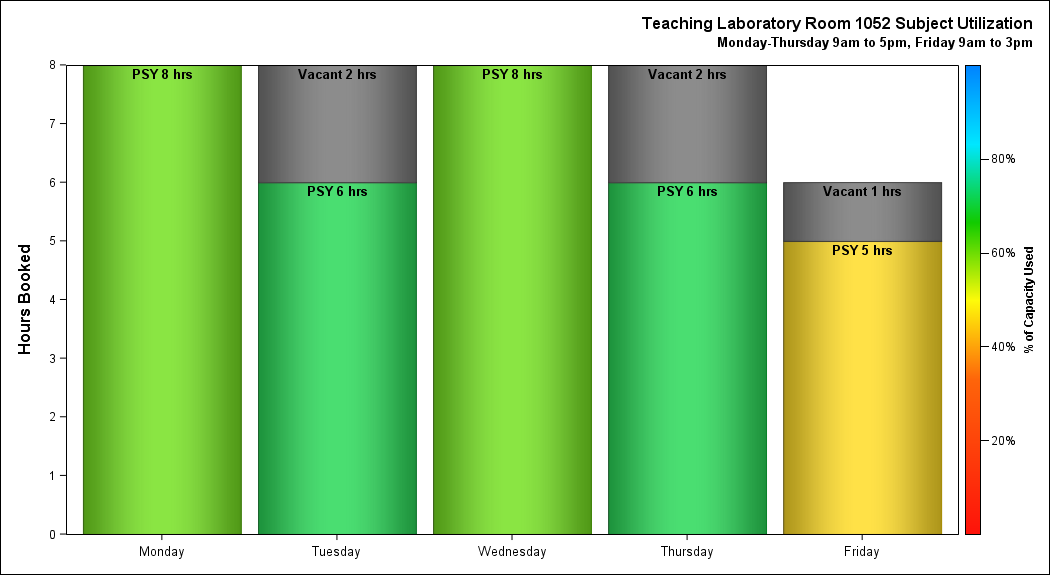 Teaching Laboratory Room 1052 Subject Utilization
Monday-Thursday 9am to 5pm, Friday 9am to 3pm
Hours Booked
8
7
6
5
4
3
2
1
0
PSY 8 hrs
Vacant 2 hrs
PSY 6 hrs
PSY 8 hrs
Vacant 2 hrs
PSY 6 hrs
Vacant 1 hrs
PSY 5 hrs
Monday
Tuesday
Wednesday
Thursday
Friday
80%
60%
40%
20%
% of Capacity Used